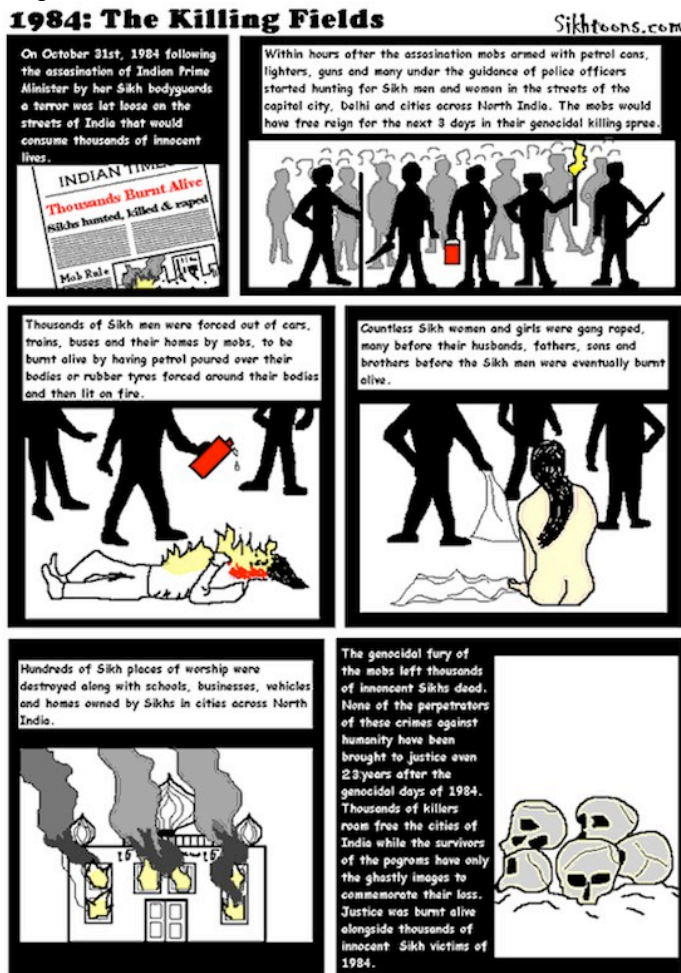 1984: The Killing Fields
Sikhtoons.com
On October 31st, 1984 following
the assasination of Indian Prime
Minister by her Sikh bodyguards
a terror was let loose on the
streets of India that would
consume thousands of innocent
lives.
INDIAN TIMES
Thousands Burnt Alive
Sikhs hunted, killed & raped
Mob Rule
Within hours after the assasination mobs armed with petrol cans,
lighters, guns and many under the guidance of police officers
started hunting for Sikh men and women in the streets of the
capital city, Delhi and cities across North India. The mobs would
have free reign for the next 3 days in their genocidal killing spree.
Thousands of Sikh men were forced out of cars,
trains, buses and their homes by mobs, to be
burnt alive by having petrol poured over their
bodies or rubber tyres forced around their bodies
and then lit on fire.
Countless Sikh women and girls were gang raped,
many before their husbands, fathers, sons and
brothers before the Sikh men were eventually burnt
alive.
Hundreds of Sikh places of worship were
destroyed along with schools, businesses, vehicles
and homes owned by Sikhs in cities across North
India.
The genocidal fury of
the mobs left thousands
of innoncent Sikhs dead.
None of the perpetrators
of these crimes against
humanity have been
brought to justice even
23years after the
genocidal days of 1984.
Thousands of killers
roam free the cities of
India while the survivors
of the pogroms have only
the ghastly images to
commemorate their loss.
Justice was burnt alive
alongside thousands of
innocent Sikh victims of
1984.